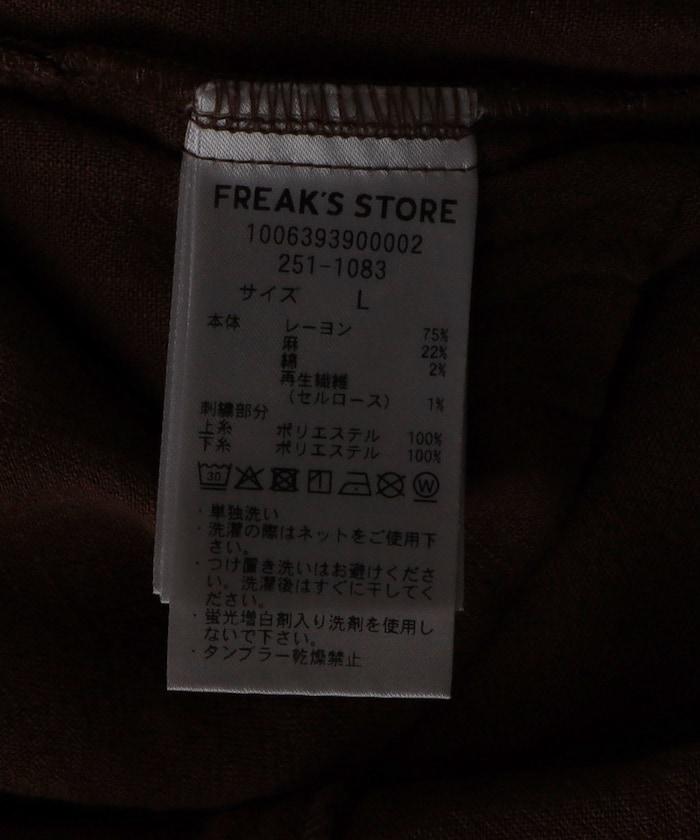 FREAK'S STORE
1006393900002
251-1083
サイズ L
本体 レーヨン 75%
麻 22%
綿 2%
再生繊維
（セルロース） 1%
刺繍部分
上糸 ポリエステル 100%
下糸 ポリエステル 100%
30 W
・単独洗い
・洗濯の際はネットをご使用下
さい。
・つけ置き洗いはお避けくださ
い。洗濯後はすぐに干してく
ださい。
・蛍光増白剤入り洗剤を使用し
ないで下さい。
・タンブラー乾燥禁止